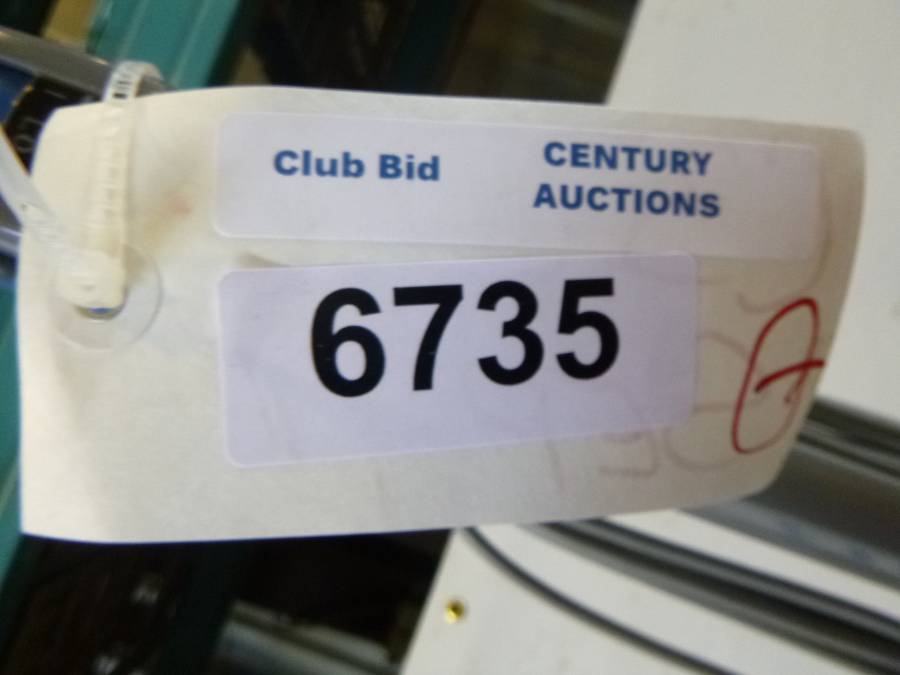 Club Bid
CENTURY
AUCTIONS
6735